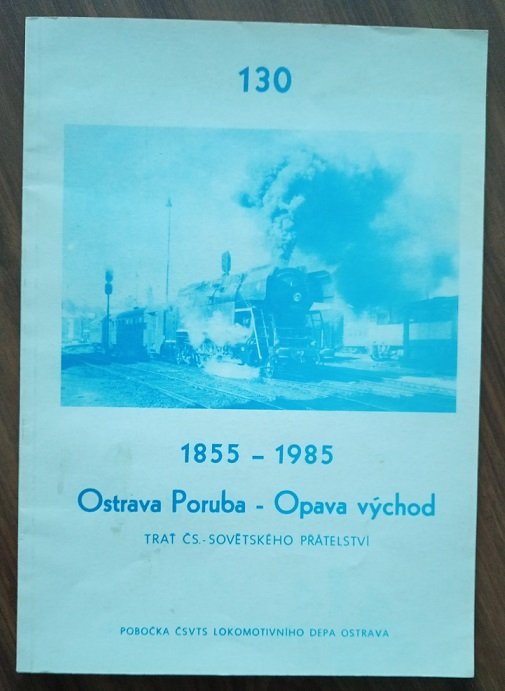 130
1855 - 1985
Ostrava Poruba - Opava východ
TRAŤ ČS.-SOVĚTSKÉHO PŘÁTELSTVÍ
POBOČKA ČSVTS LOKOMOTIVNÍHO DEPA OSTRAVA